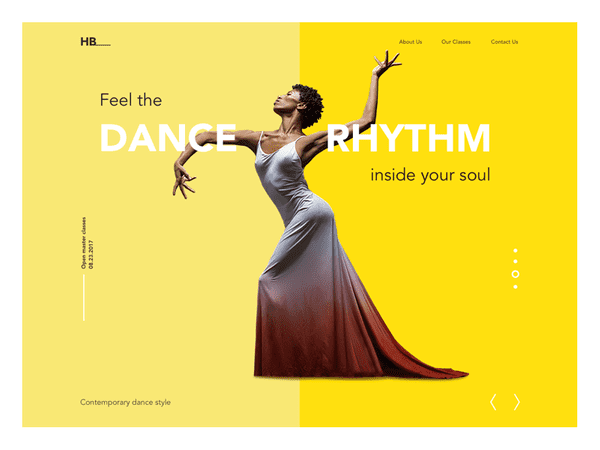 HB
About Us
Our Classes
Contact Us
Feel the
DANCE RHYTHM
inside your soul
Open master classes
08.23.2017
Contemporary dance style